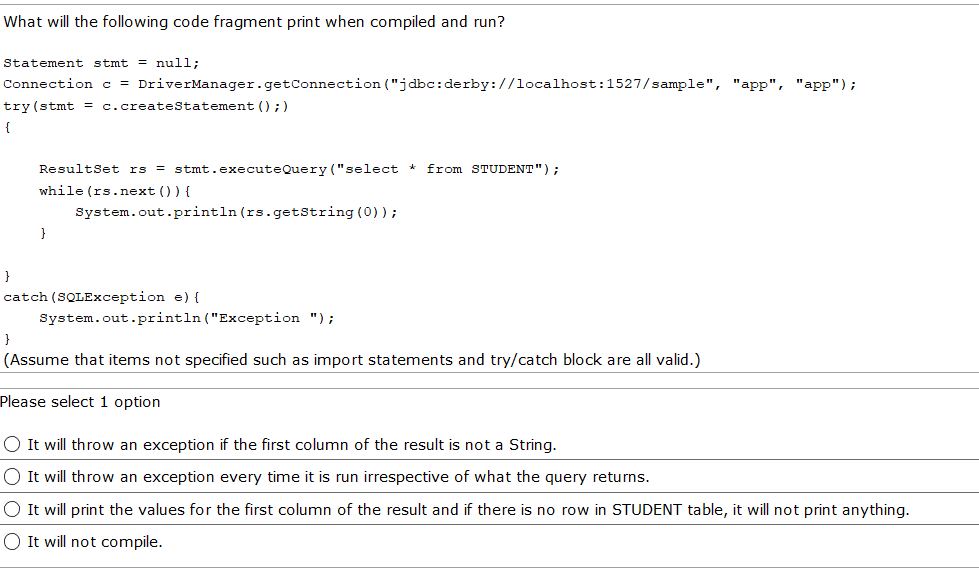 What will the following code fragment print when compiled and run?
Statement stmt = null;
Connection c = DriverManager.getConnection("jdbc:derby://localhost:1527/sample", "app", "app");
try(stmt = c.createStatement();)
{
ResultSet rs = stmt.executeQuery("select * from STUDENT");
while(rs.next()){
System.out.println(rs.getString(0));
}
}
catch(SQLException e){
System.out.println("Exception ");
}
(Assume that items not specified such as import statements and try/catch block are all valid.)
Please select 1 option
It will throw an exception if the first column of the result is not a String.
It will throw an exception every time it is run irrespective of what the query returns.
It will print the values for the first column of the result and if there is no row in STUDENT table, it will not print anything.
It will not compile.